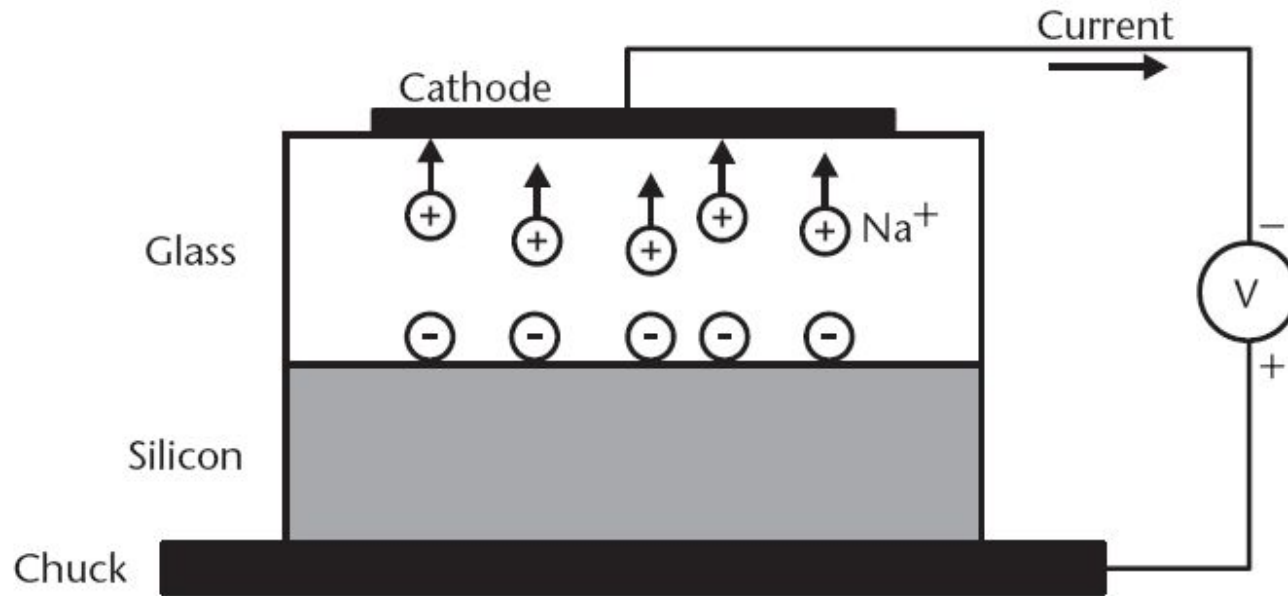 Current
Cathode
+ + + + + Na⁺
Glass
−
V
+
- - - - -
Silicon
Chuck